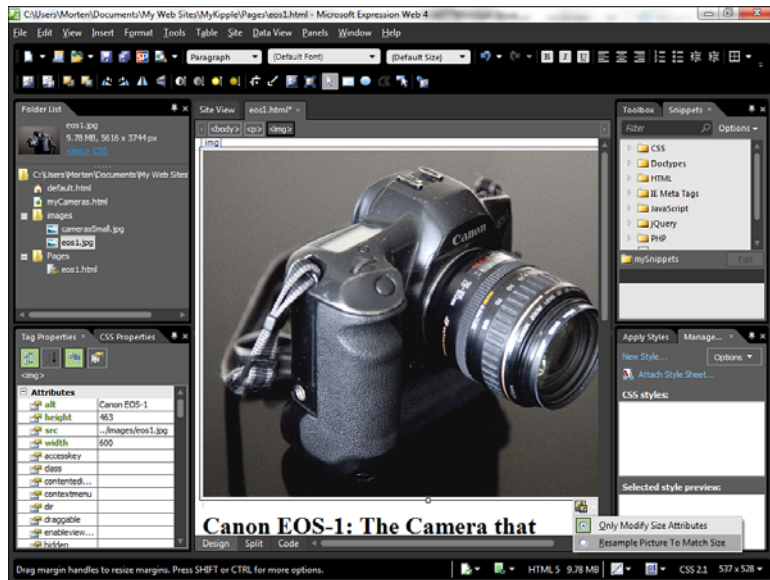 C:\Users\Morten\Documents\My Web Sites\MyKipple\Pages\eos1.html - Microsoft Expression Web 4
File Edit View Insert Format Tools Table Site Data View Panels Window Help
Paragraph (Default Font) (Default Size) B I U
Folder List
eos1.jpg
9.78 MB, 5616 x 3744 px
<img> CSS
C:\Users\Morten\Documents\My Web Sites
default.html
myCameras.html
images
camerasSmall.jpg
eos1.jpg
Pages
eos1.html
Site View eos1.html*
<body> <p> <img>
img
Canon
EOS
Toolbox Snippets
Filter Options
CSS
Doctypes
HTML
IE Meta Tags
JavaScript
jQuery
PHP
mySnippets Edit
Tag Properties CSS Properties
<img>
Attributes
alt Canon EOS-1
height 463
src ../images/eos1.jpg
width 600
accesskey
class
contentedi...
contextmenu
dir
draggable
enableview...
hidden
Apply Styles Manage...
New Style... Options
Attach Style Sheet...
CSS styles:
Selected style preview:
Canon EOS-1: The Camera that
Only Modify Size Attributes
Resample Picture To Match Size
Design Split Code
Drag margin handles to resize margins. Press SHIFT or CTRL for more options. HTML 5 9.78 MB CSS 2.1 537 x 528